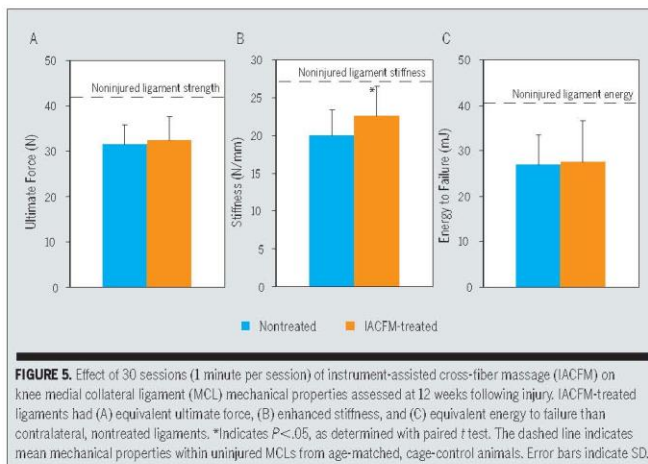 A
B
C
50
40
30
20
10
0
Ultimate Force (N)
Noninjured ligament strength
30
25
20
15
10
5
0
Stiffness (N/mm)
Noninjured ligament stiffness
*
50
40
30
20
10
0
Energy to Failure (mJ)
Noninjured ligament energy
Nontreated
IACFM-treated
FIGURE 5. Effect of 30 sessions (1 minute per session) of instrument-assisted cross-fiber massage (IACFM) on
knee medial collateral ligament (MCL) mechanical properties assessed at 12 weeks following injury. IACFM-treated
ligaments had (A) equivalent ultimate force, (B) enhanced stiffness, and (C) equivalent energy to failure than
contralateral, nontreated ligaments. *Indicates P<.05, as determined with paired t test. The dashed line indicates
mean mechanical properties within uninjured MCLs from age-matched, cage-control animals. Error bars indicate SD.